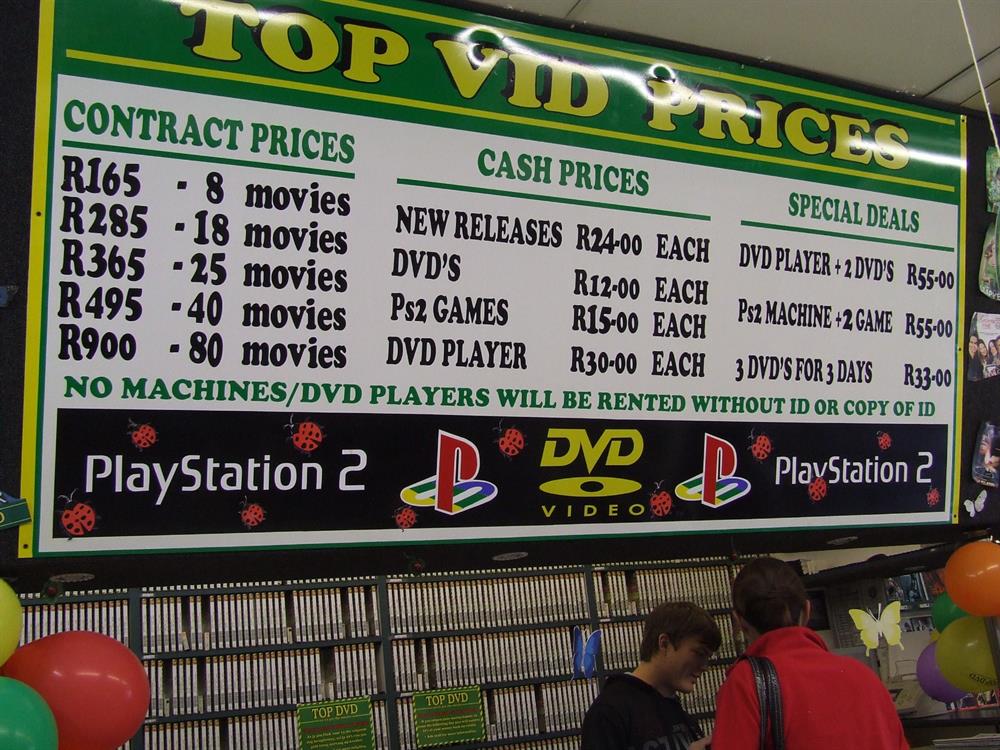 TOP VID PRICES
CONTRACT PRICES
R165 - 8 movies
R285 - 18 movies
R365 - 25 movies
R495 - 40 movies
R900 - 80 movies
CASH PRICES
NEW RELEASES R24-00 EACH
DVD'S R12-00 EACH
Ps2 GAMES R15-00 EACH
DVD PLAYER R30-00 EACH
SPECIAL DEALS
DVD PLAYER + 2 DVD'S R55-00
Ps2 MACHINE +2 GAME R55-00
3 DVD'S FOR 3 DAYS R33-00
NO MACHINES/DVD PLAYERS WILL BE RENTED WITHOUT ID OR COPY OF ID
PlayStation 2
DVD
VIDEO
PlayStation 2
TOP DVD
TOP DVD